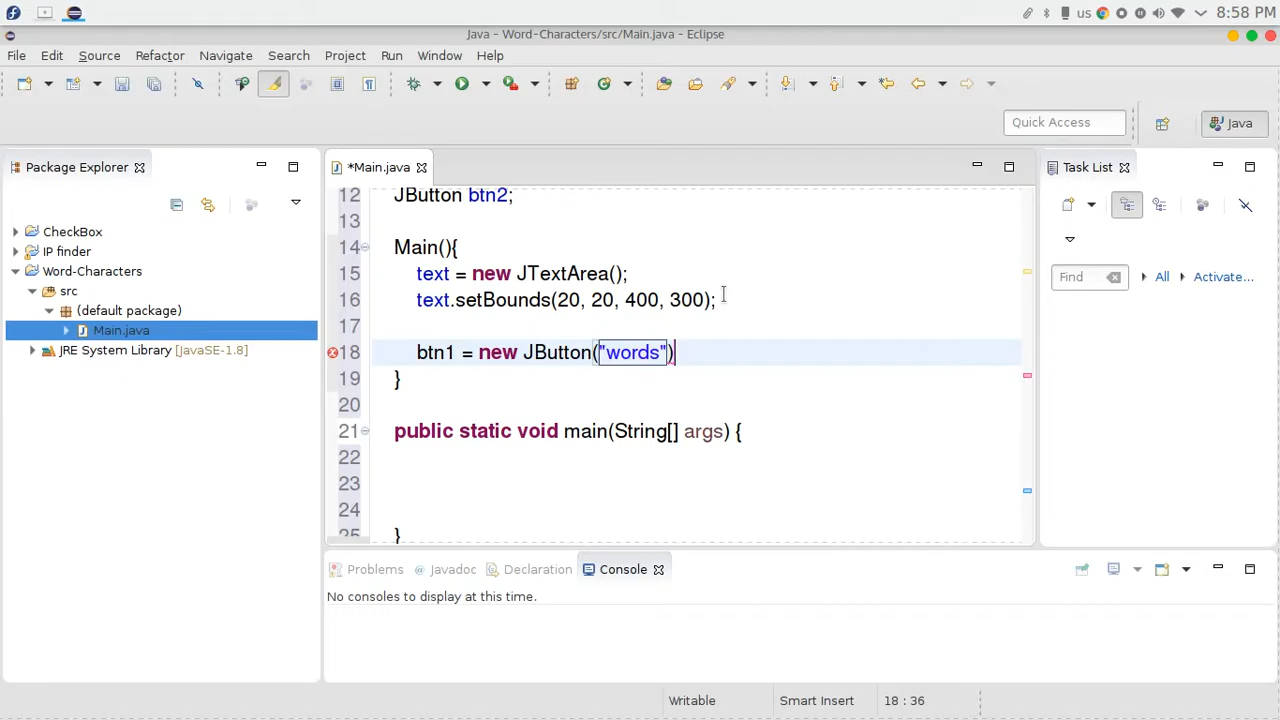 us 8:58 PM
Java - Word-Characters/src/Main.java - Eclipse
File Edit Source Refactor Navigate Search Project Run Window Help
Quick Access
Java
Package Explorer
*Main.java
Task List
CheckBox
IP finder
Word-Characters
src
(default package)
Main.java
JRE System Library [JavaSE-1.8]
12 JButton btn2;
13
14 Main(){
15 text = new JTextArea();
16 text.setBounds(20, 20, 400, 300);
17
18 btn1 = new JButton("words")
19 }
20
21 public static void main(String[] args) {
22
23
24
25 }
Find All Activate...
Problems @ Javadoc Declaration Console
No consoles to display at this time.
Writable Smart Insert 18 : 36